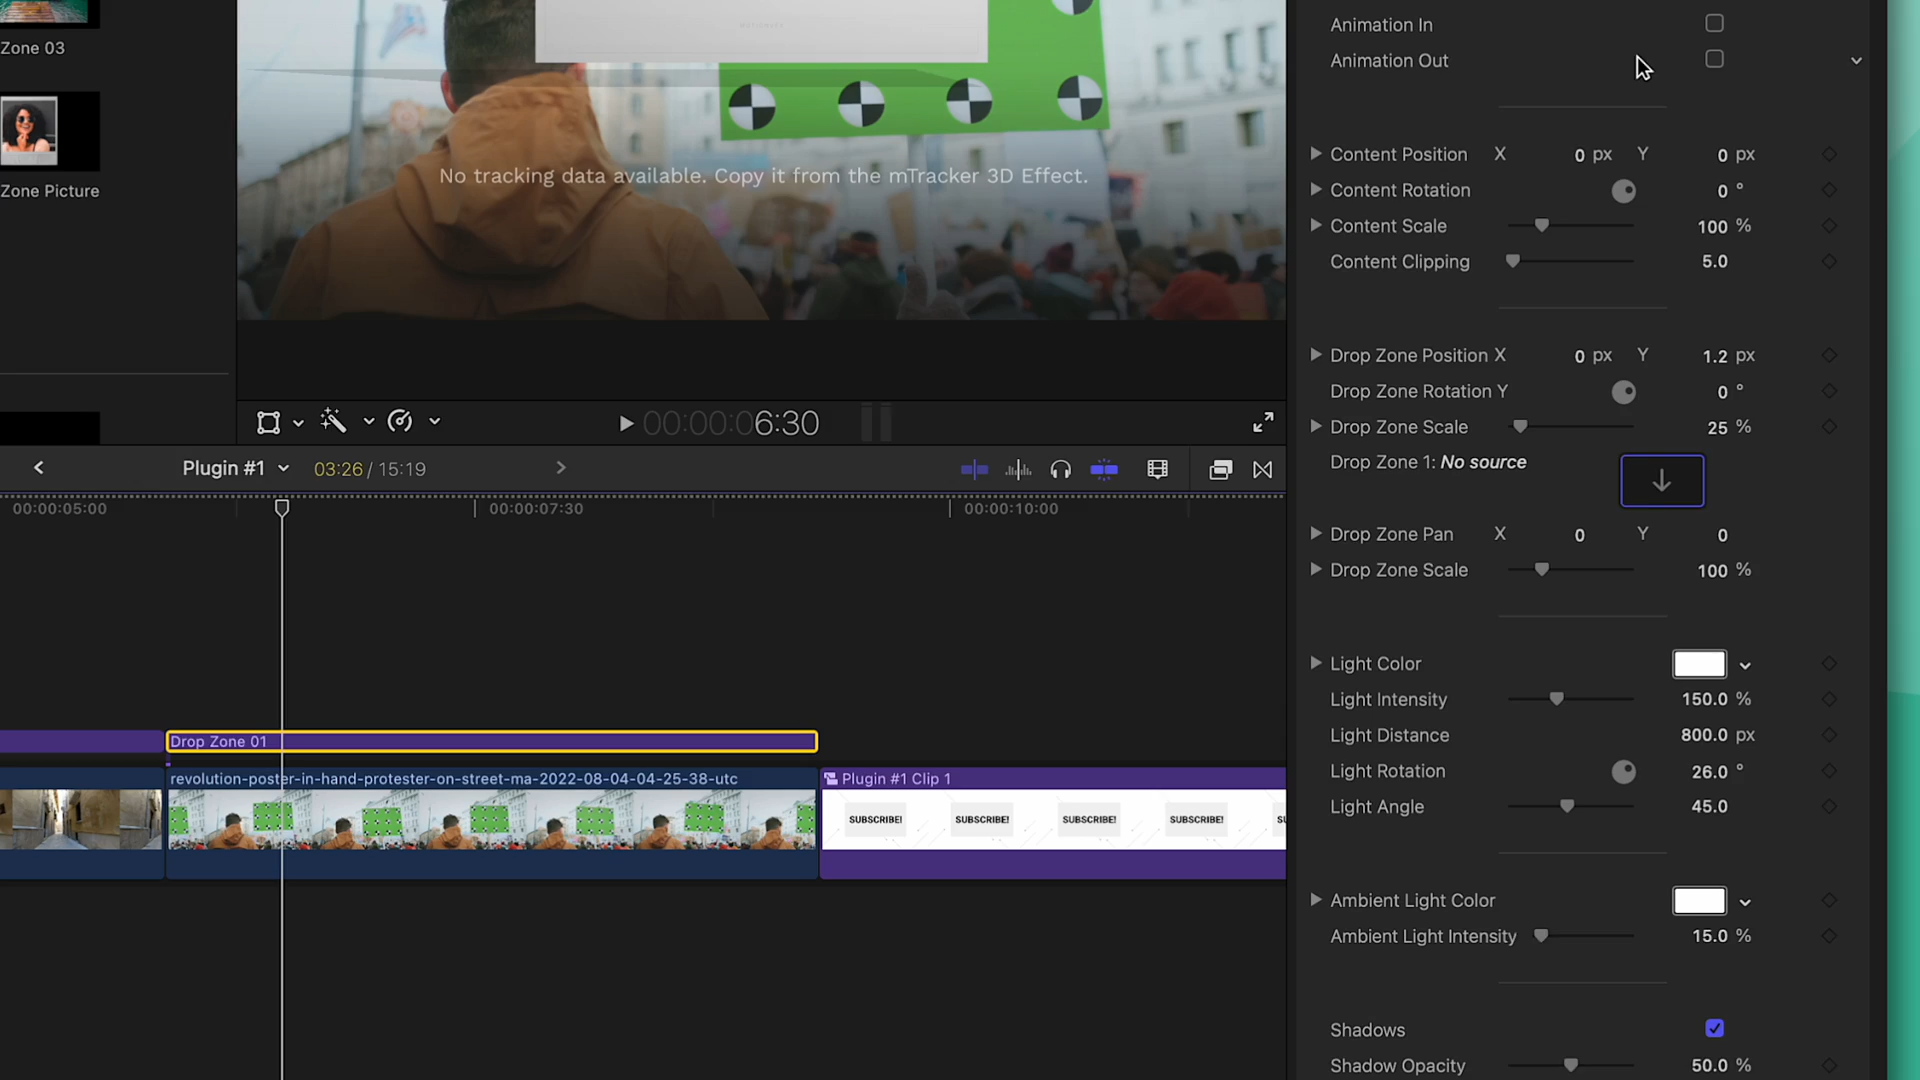 Zone 03
Zone Picture
No tracking data available. Copy it from the mTracker 3D Effect.
00:00:06:30
Plugin #1
03:26 / 15:19
00:00:05:00
00:00:07:30
00:00:10:00
Drop Zone 01
revolution-poster-in-hand-protester-on-street-ma-2022-08-04-04-25-38-utc
Plugin #1 Clip 1
SUBSCRIBE! SUBSCRIBE! SUBSCRIBE! SUBSCRIBE! SU
Animation In
Animation Out
Content Position X 0 px Y 0 px
Content Rotation 0 °
Content Scale 100 %
Content Clipping 5.0
Drop Zone Position X 0 px Y 1.2 px
Drop Zone Rotation Y 0 °
Drop Zone Scale 25 %
Drop Zone 1: No source
Drop Zone Pan X 0 Y 0
Drop Zone Scale 100 %
Light Color
Light Intensity 150.0 %
Light Distance 800.0 px
Light Rotation 26.0 °
Light Angle 45.0
Ambient Light Color
Ambient Light Intensity 15.0 %
Shadows
Shadow Opacity 50.0 %